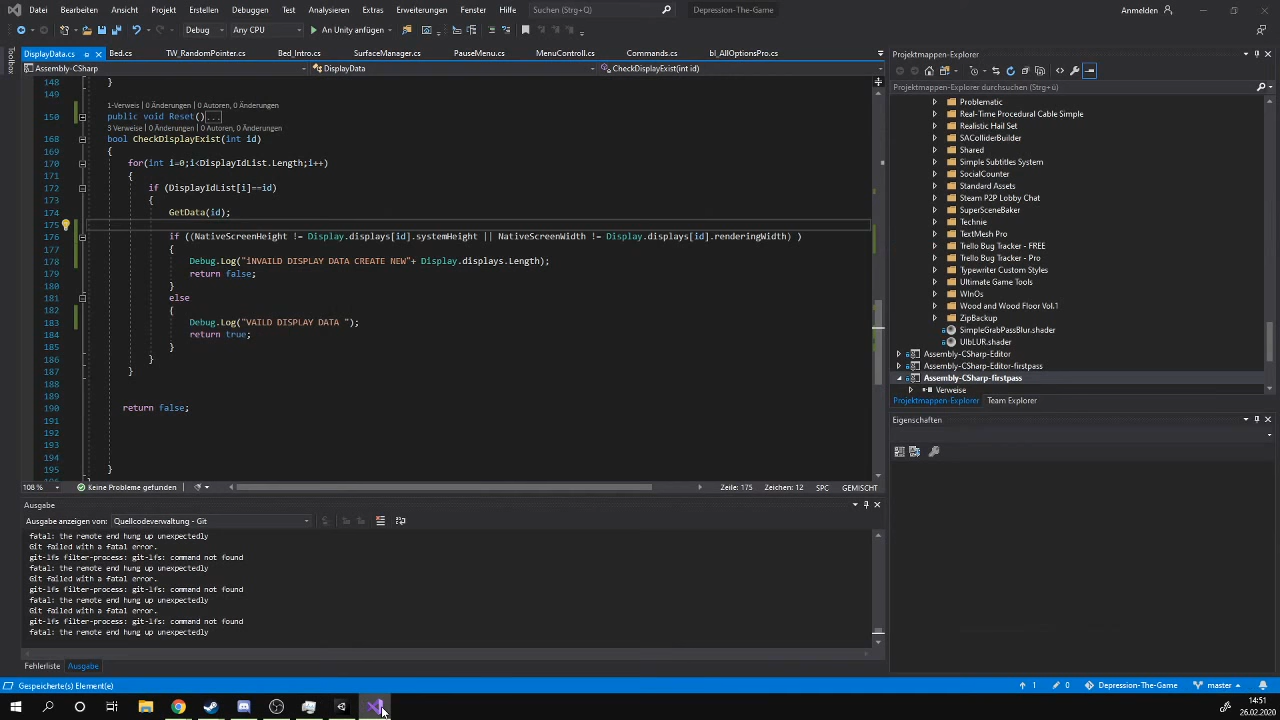 Datei Bearbeiten Ansicht Projekt Erstellen Debuggen Team Test Analysieren Extras Erweiterungen Fenster Hilfe Suchen (Strg+Q) Depression-The-Game Anmelden
Debug Any CPU An Unity anfügen
Toolbox
DisplayData.cs Bed.cs TW_RandomPointer.cs Bed_Intro.cs SurfaceManager.cs PauseMenu.cs MenuControll.cs Commands.cs bl_AllOptionsPro.cs
Assembly-CSharp DisplayData CheckDisplayExist(int id)
148 }
149
1-Verweis | 0 Änderungen | 0 Autoren, 0 Änderungen
150 public void Reset()...
3 Verweise | 0 Änderungen | 0 Autoren, 0 Änderungen
168 bool CheckDisplayExist(int id)
169 {
170 for(int i=0;i<DisplayIdList.Length;i++)
171 {
172 if (DisplayIdList[i]==id)
173 {
174 GetData(id);
175
176 if ((NativeScreenHeight != Display.displays[id].systemHeight || NativeScreenWidth != Display.displays[id].renderingWidth) )
177 {
178 Debug.Log("iNVAILD DISPLAY DATA CREATE NEW"+ Display.displays.Length);
179 return false;
180 }
181 else
182 {
183 Debug.Log("VAILD DISPLAY DATA ");
184 return true;
185 }
186 }
187 }
188
189
190 return false;
191
192
193
194
195 }
108 % Keine Probleme gefunden Zeile: 175 Zeichen: 12 SPC GEMISCHT
Ausgabe
Ausgabe anzeigen von: Quellcodeverwaltung - Git
fatal: the remote end hung up unexpectedly
Git failed with a fatal error.
git-lfs filter-process: git-lfs: command not found
fatal: the remote end hung up unexpectedly
Git failed with a fatal error.
git-lfs filter-process: git-lfs: command not found
fatal: the remote end hung up unexpectedly
Git failed with a fatal error.
git-lfs filter-process: git-lfs: command not found
fatal: the remote end hung up unexpectedly
Fehlerliste Ausgabe
Projektmappen-Explorer
Projektmappen-Explorer durchsuchen (Strg+ü)
Problematic
Real-Time Procedural Cable Simple
Realistic Hail Set
SAColliderBuilder
Shared
Simple Subtitles System
SocialCounter
Standard Assets
Steam P2P Lobby Chat
SuperSceneBaker
Technie
TextMesh Pro
Trello Bug Tracker - FREE
Trello Bug Tracker - Pro
Typewriter Custom Styles
Ultimate Game Tools
WInOs
Wood and Wood Floor Vol.1
ZipBackup
SimpleGrabPassBlur.shader
UIbLUR.shader
Assembly-CSharp-Editor
Assembly-CSharp-Editor-firstpass
Assembly-CSharp-firstpass
Verweise
Projektmappen-Explorer Team Explorer
Eigenschaften
Gespeicherte(s) Element(e) 1 0 Depression-The-Game master
14:51
26.02.2020